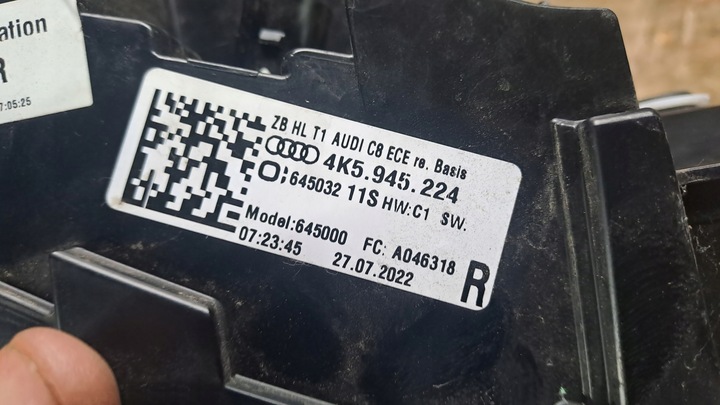 ation
R
7:05:25
ZB HL T1 AUDI C8 ECE re. Basis
4K5.945.224
645032 11S HW:C1 SW.
Model:645000 FC: A046318
07:23:45 27.07.2022
R